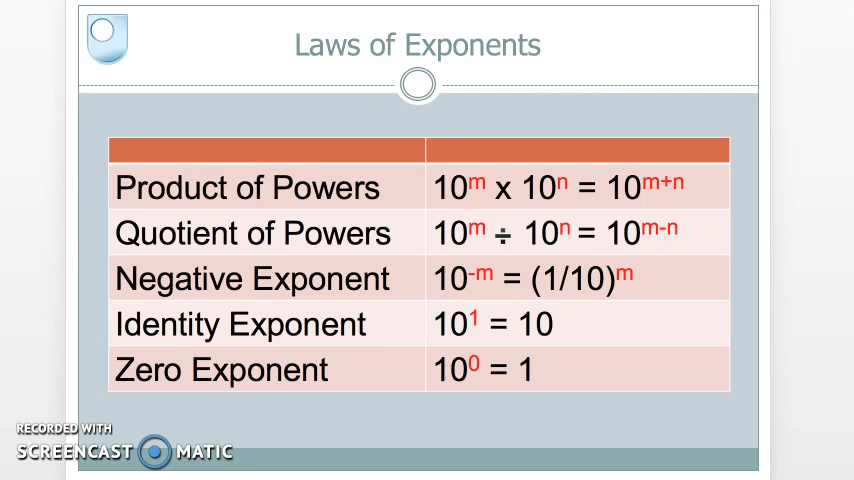 Laws of Exponents
Product of Powers 10ᵐ x 10ⁿ = 10ᵐ⁺ⁿ
Quotient of Powers 10ᵐ ÷ 10ⁿ = 10ᵐ⁻ⁿ
Negative Exponent 10⁻ᵐ = (1/10)ᵐ
Identity Exponent 10¹ = 10
Zero Exponent 10⁰ = 1
RECORDED WITH
SCREENCAST MATIC